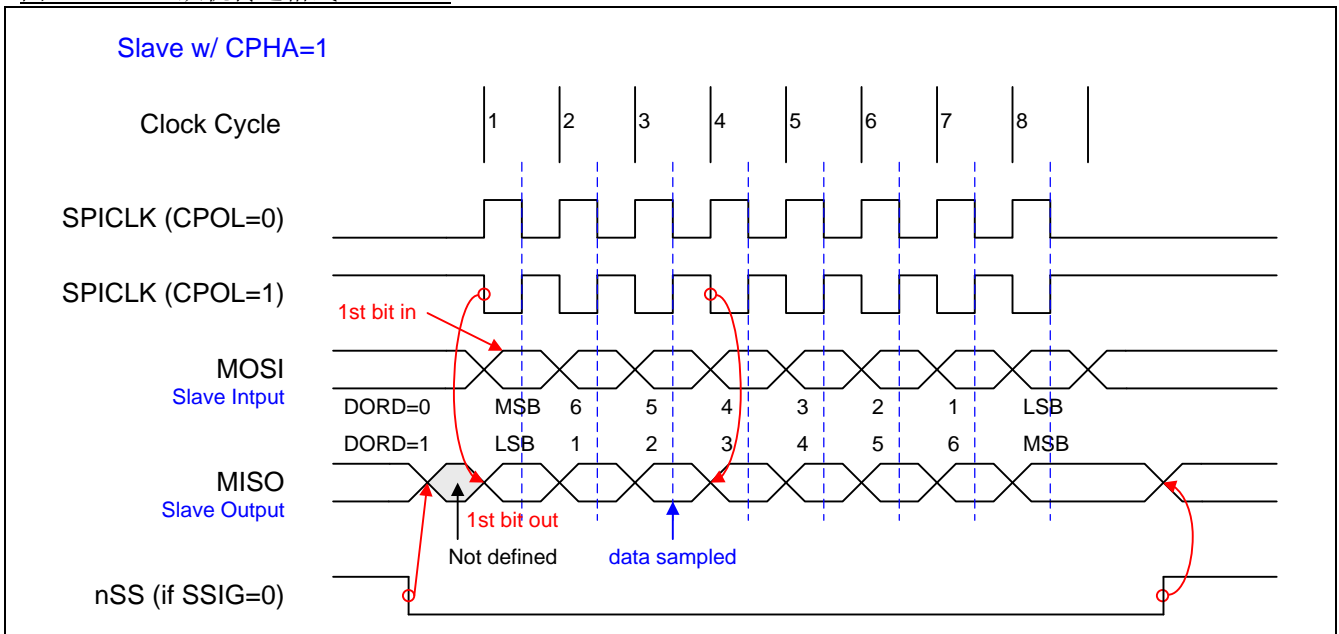 Slave w/ CPHA=1
Clock Cycle
1 2 3 4 5 6 7 8
SPICLK (CPOL=0)
SPICLK (CPOL=1)
1st bit in
MOSI
Slave Intput
DORD=0 MSB 6 5 4 3 2 1 LSB
DORD=1 LSB 1 2 3 4 5 6 MSB
MISO
Slave Output
1st bit out
Not defined
data sampled
nSS (if SSIG=0)